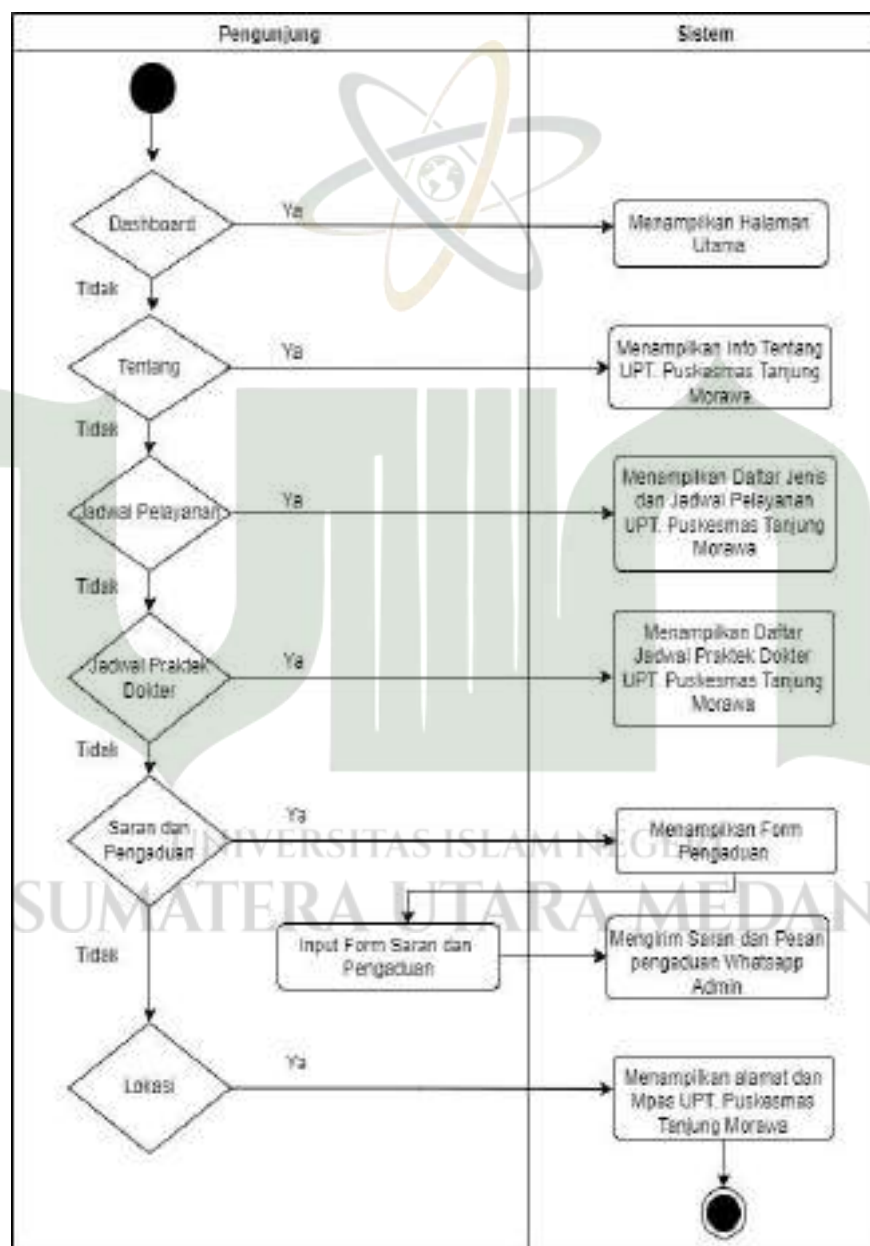 Pengunjung
Sistem
Dashboard
Ya
Menampilkan Halaman
Utama
Tidak
Tentang
Ya
Menampilkan Info Tentang
UPT. Puskesmas Tanjung
Morawa
Tidak
Jadwal Pelayanan
Ya
Menampilkan Daftar Jenis
dan Jadwal Pelayanan
UPT. Puskesmas Tanjung
Morawa
Tidak
Jadwal Praktek
Dokter
Ya
Menampilkan Daftar
Jadwal Praktek Dokter
UPT. Puskesmas Tanjung
Morawa
Tidak
Saran dan
Pengaduan
Ya
Menampilkan Form
Pengaduan
UNIVERSITAS ISLAM NEGERI
SUMATERA UTARA MEDAN
Tidak
Input Form Saran dan
Pengaduan
Mengirim Saran dan Pesan
pengaduan Whatsapp
Admin
Lokasi
Ya
Menampilkan alamat dan
Mpas UPT. Puskesmas
Tanjung Morawa